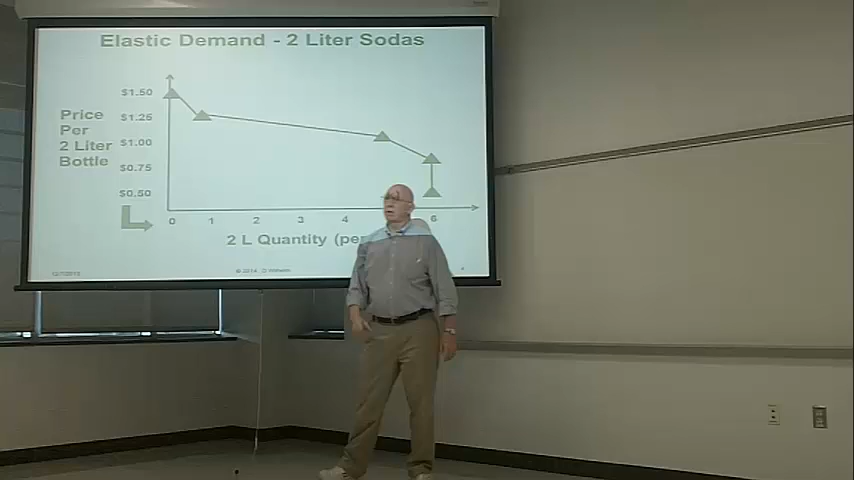 Elastic Demand - 2 Liter Sodas
Price
Per
2 Liter
Bottle
$1.50
$1.25
$1.00
$0.75
$0.50
0 1 2 3 4 6
2 L Quantity (per